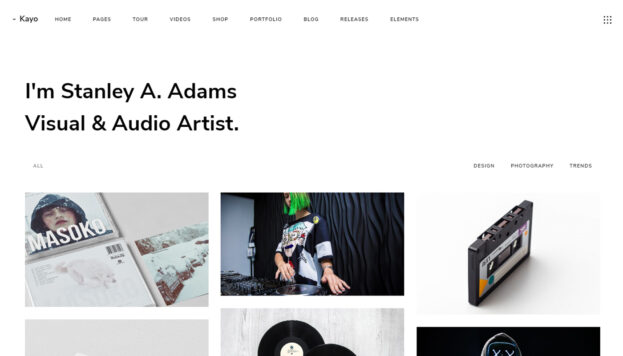 - Kayo HOME PAGES TOUR VIDEOS SHOP PORTFOLIO BLOG RELEASES ELEMENTS
I'm Stanley A. Adams
Visual & Audio Artist.
ALL DESIGN PHOTOGRAPHY TRENDS
MASOKO